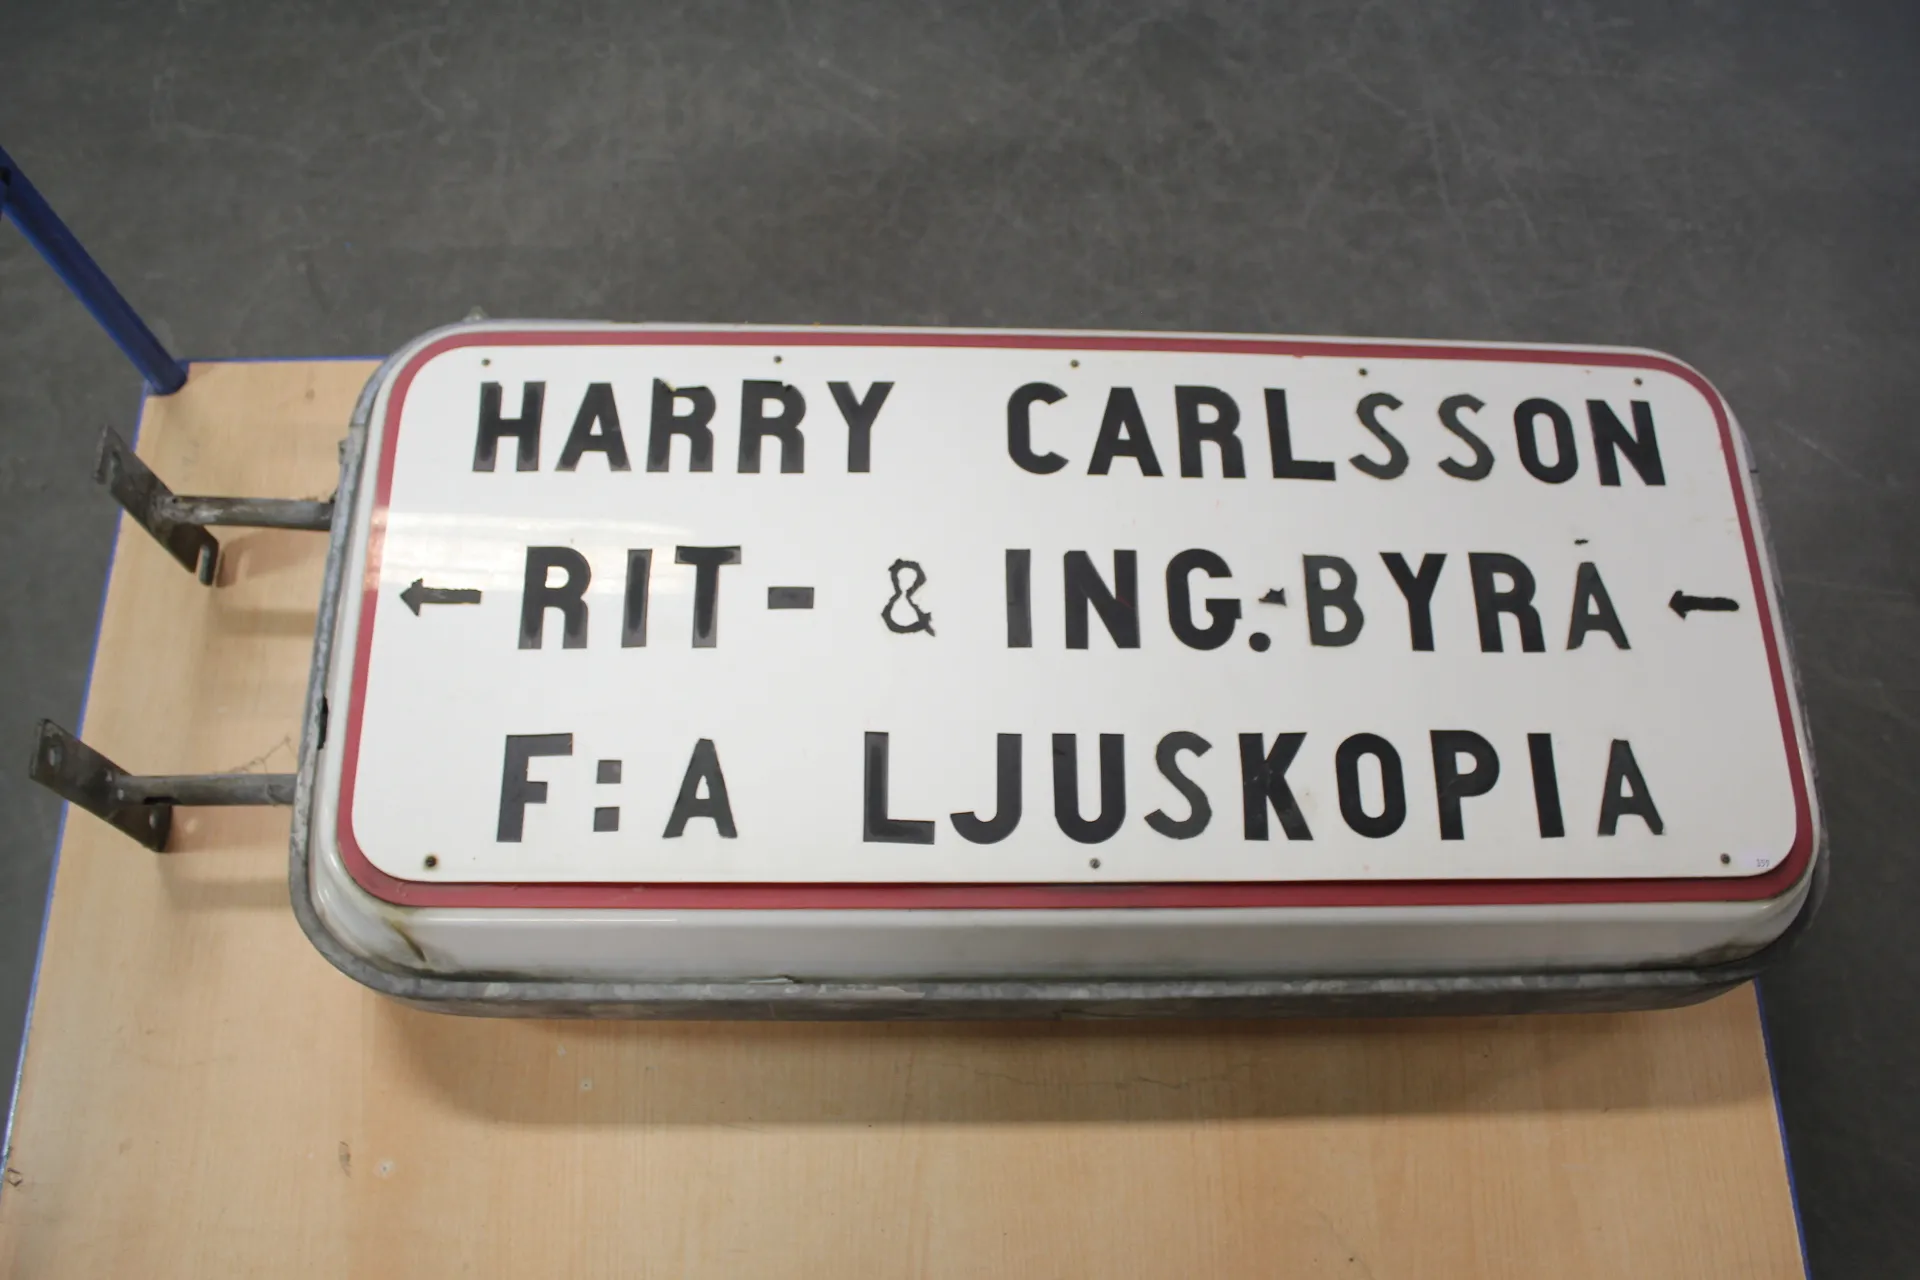 HARRY CARLSSON
← RIT- & ING.-BYRÅ ←
F:A LJUSKOPIA